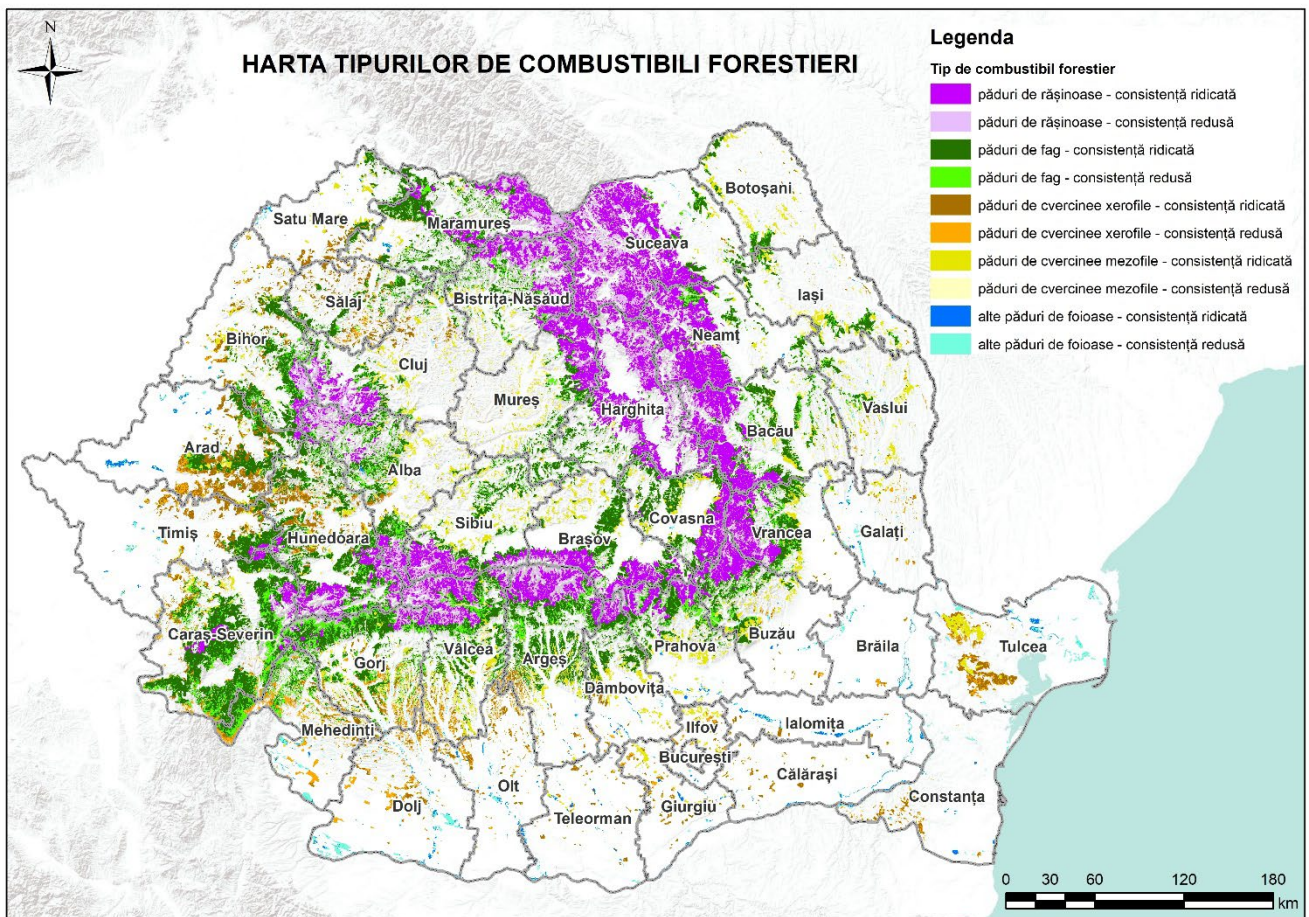 N
HARTA TIPURILOR DE COMBUSTIBILI FORESTIERI
Legenda
Tip de combustibil forestier
păduri de rășinoase - consistență ridicată
păduri de rășinoase - consistență redusă
păduri de fag - consistență ridicată
păduri de fag - consistență redusă
păduri de cvercinee xerofile - consistență ridicată
păduri de cvercinee xerofile - consistență redusă
păduri de cvercinee mezofile - consistență ridicată
păduri de cvercinee mezofile - consistență redusă
alte păduri de foioase - consistență ridicată
alte păduri de foioase - consistență redusă
Botoșani
Satu Mare
Maramureș
Suceava
Sălaj
Bistrița-Năsăud
Iași
Bihor
Neamț
Cluj
Mureș
Harghita
Vaslui
Bacău
Arad
Alba
Timiș
Hunedoara
Sibiu
Brașov
Covasna
Vrancea
Galați
Caraș-Severin
Gorj
Vâlcea
Argeș
Prahova
Buzău
Brăila
Tulcea
Dâmbovița
Mehedinți
Ilfov
Ialomița
București
Călărași
Dolj
Olt
Teleorman
Giurgiu
Constanța
0 30 60 120 180
km